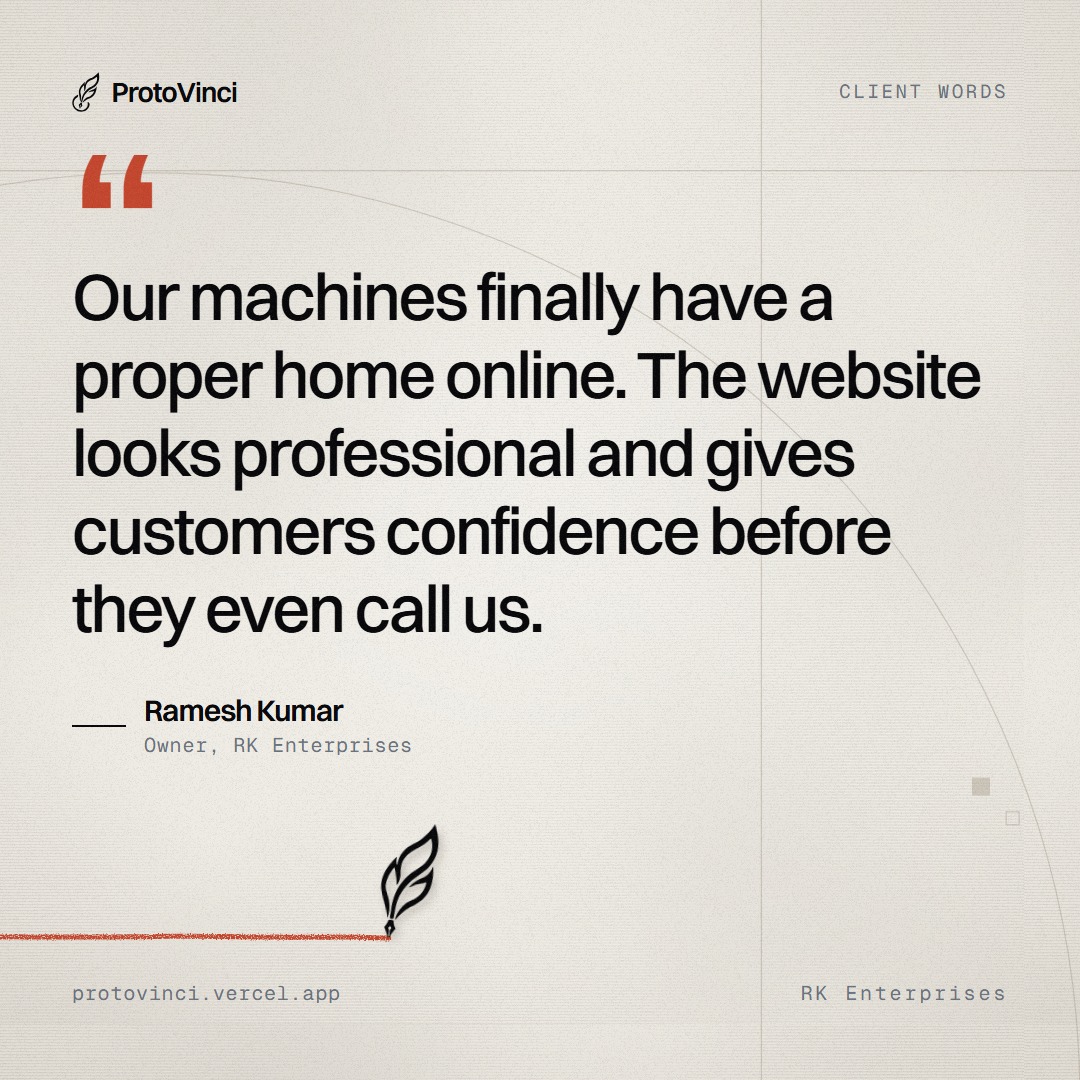 ProtoVinci
CLIENT WORDS
“
Our machines finally have a
proper home online. The website
looks professional and gives
customers confidence before
they even call us.
Ramesh Kumar
Owner, RK Enterprises
protovinci.vercel.app
RK Enterprises